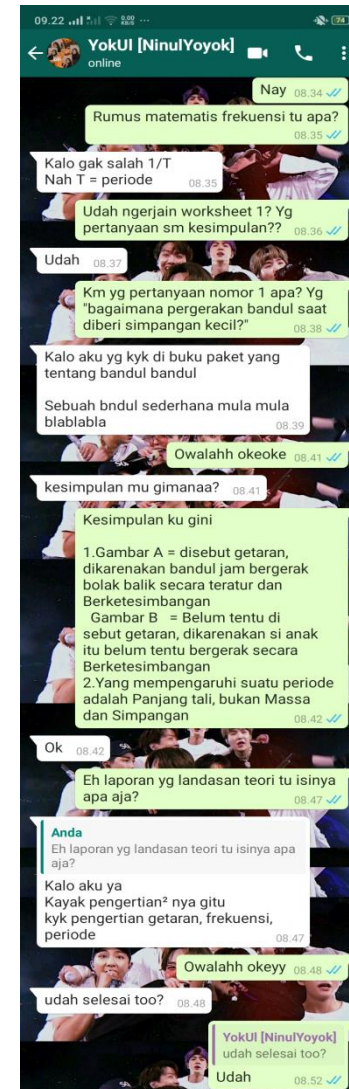 09.22
0,00
KB/S
...
74
YokUl [NinulYoyok]
online
Nay 08.34
Rumus matematis frekuensi tu apa?
08.35
Kalo gak salah 1/T
Nah T = periode 08.35
Udah ngerjain worksheet 1? Yg
pertanyaan sm kesimpulan?? 08.36
Udah 08.37
Km yg pertanyaan nomor 1 apa? Yg
"bagaimana pergerakan bandul saat
diberi simpangan kecil?" 08.38
Kalo aku yg kyk di buku paket yang
tentang bandul bandul
Sebuah bndul sederhana mula mula
blablabla 08.39
Owalahh okeoke 08.41
kesimpulan mu gimanaa? 08.41
Kesimpulan ku gini
1.Gambar A = disebut getaran,
dikarenakan bandul jam bergerak
bolak balik secara teratur dan
Berketesimbangan
Gambar B = Belum tentu di
sebut getaran, dikarenakan si anak
itu belum tentu bergerak secara
Berketesimbangan
2.Yang mempengaruhi suatu periode
adalah Panjang tali, bukan Massa
dan Simpangan 08.42
Ok 08.42
Eh laporan yg landasan teori tu isinya
apa aja? 08.47
Anda
Eh laporan yg landasan teori tu isinya apa
aja?
Kalo aku ya
Kayak pengertian² nya gitu
kyk pengertian getaran, frekuensi,
periode 08.47
Owalahh okeyy 08.48
udah selesai too? 08.48
YokUl [NinulYoyok]
udah selesai too?
Udah 08.52